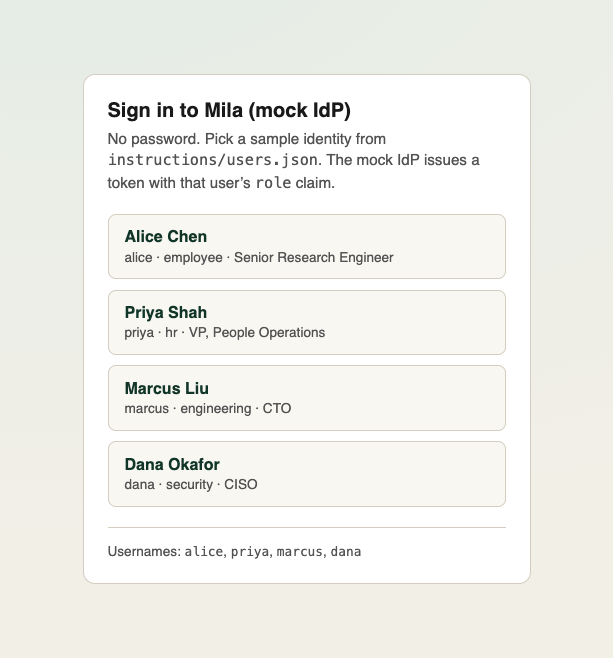 Sign in to Mila (mock IdP)
No password. Pick a sample identity from
instructions/users.json. The mock IdP issues a
token with that user’s role claim.
Alice Chen
alice · employee · Senior Research Engineer
Priya Shah
priya · hr · VP, People Operations
Marcus Liu
marcus · engineering · CTO
Dana Okafor
dana · security · CISO
Usernames: alice, priya, marcus, dana